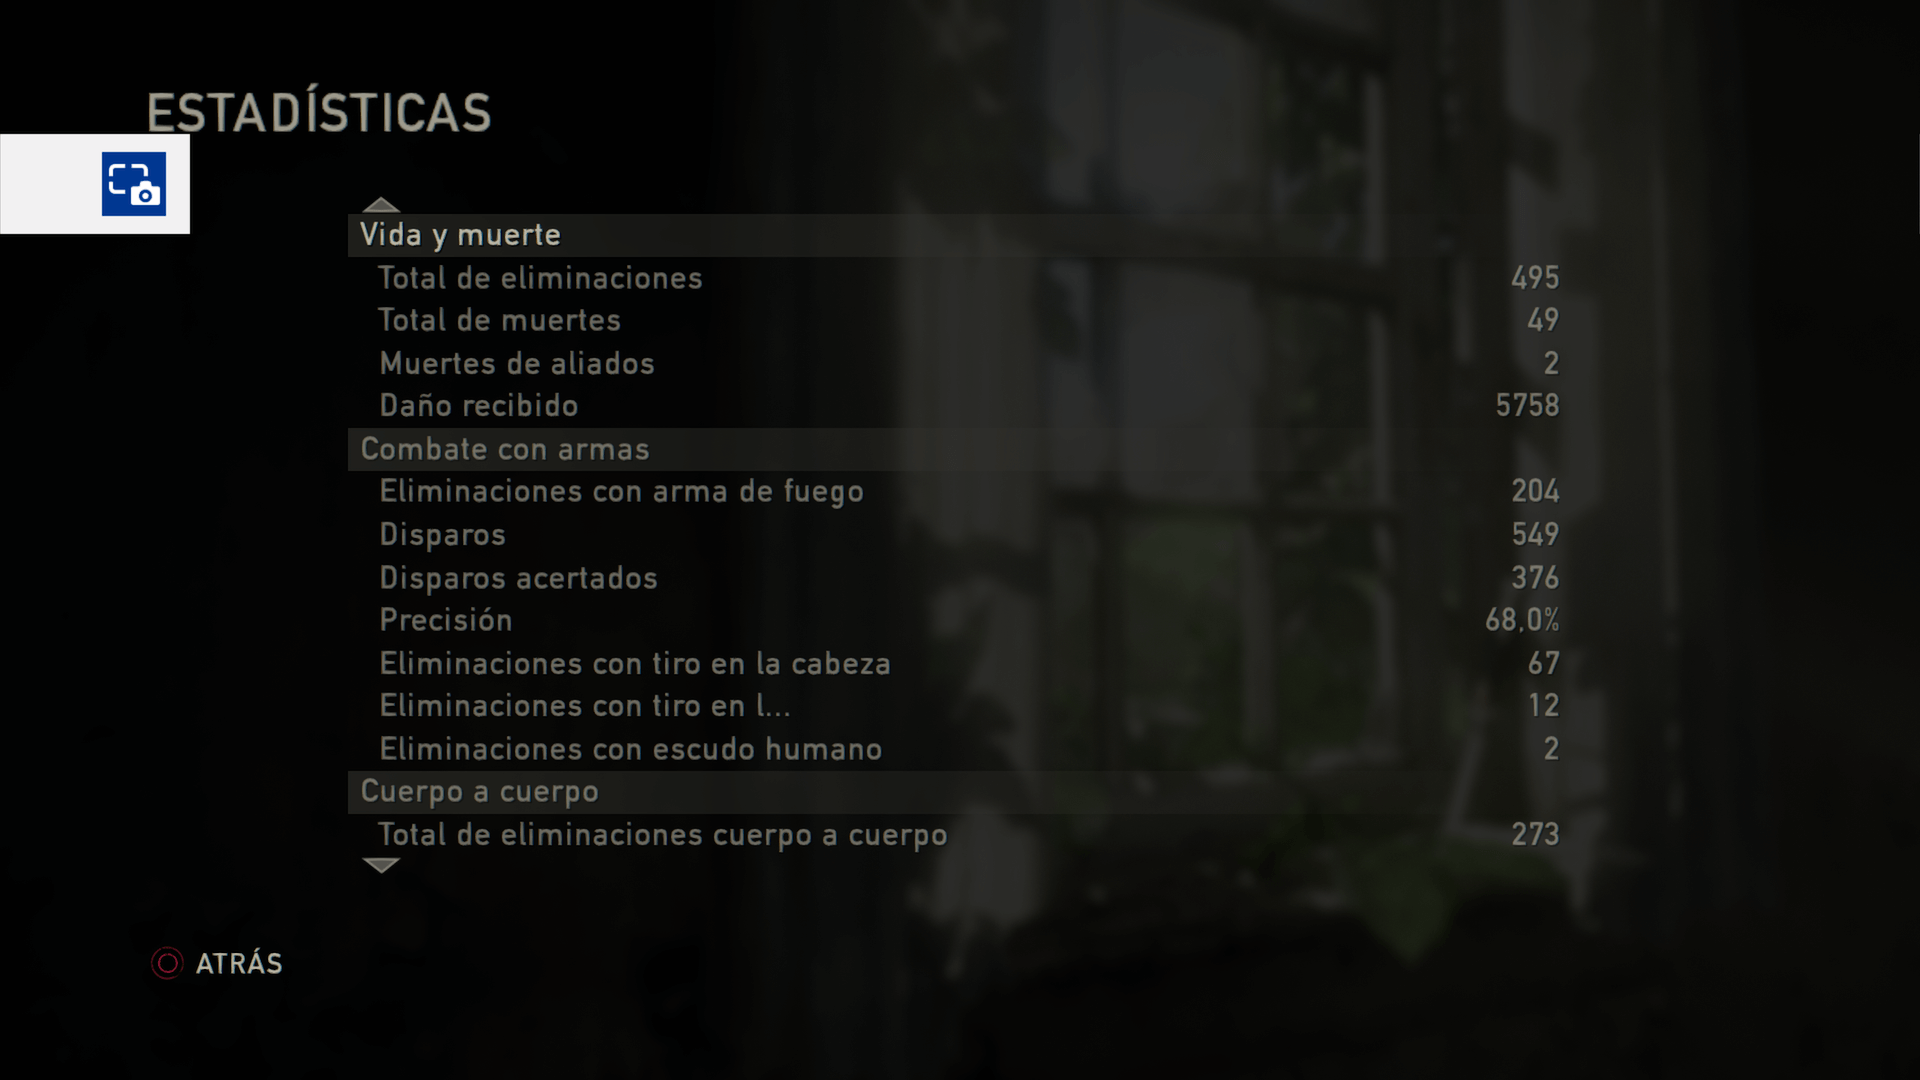 ESTADÍSTICAS
Vida y muerte
Total de eliminaciones 495
Total de muertes 49
Muertes de aliados 2
Daño recibido 5758
Combate con armas
Eliminaciones con arma de fuego 204
Disparos 549
Disparos acertados 376
Precisión 68,0%
Eliminaciones con tiro en la cabeza 67
Eliminaciones con tiro en l... 12
Eliminaciones con escudo humano 2
Cuerpo a cuerpo
Total de eliminaciones cuerpo a cuerpo 273
ATRÁS